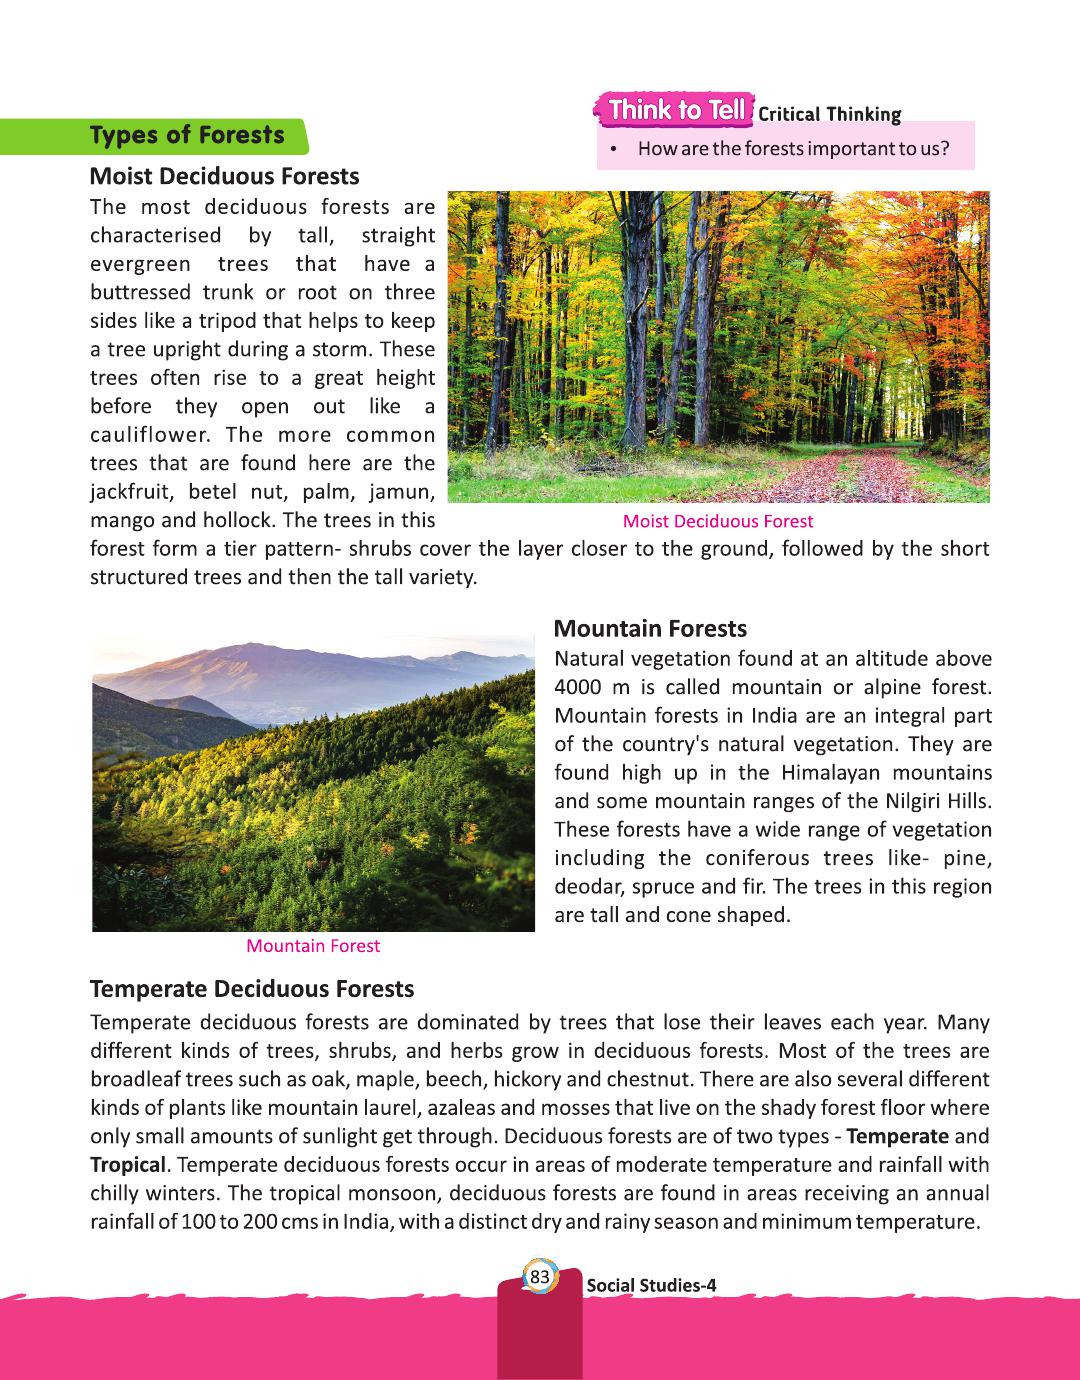 Think to Tell Critical Thinking
• How are the forests important to us?
Types of Forests
Moist Deciduous Forests
The most deciduous forests are
characterised by tall, straight
evergreen trees that have a
buttressed trunk or root on three
sides like a tripod that helps to keep
a tree upright during a storm. These
trees often rise to a great height
before they open out like a
cauliflower. The more common
trees that are found here are the
jackfruit, betel nut, palm, jamun,
mango and hollock. The trees in this
forest form a tier pattern- shrubs cover the layer closer to the ground, followed by the short
structured trees and then the tall variety.
Moist Deciduous Forest
Mountain Forests
Natural vegetation found at an altitude above
4000 m is called mountain or alpine forest.
Mountain forests in India are an integral part
of the country's natural vegetation. They are
found high up in the Himalayan mountains
and some mountain ranges of the Nilgiri Hills.
These forests have a wide range of vegetation
including the coniferous trees like- pine,
deodar, spruce and fir. The trees in this region
are tall and cone shaped.
Mountain Forest
Temperate Deciduous Forests
Temperate deciduous forests are dominated by trees that lose their leaves each year. Many
different kinds of trees, shrubs, and herbs grow in deciduous forests. Most of the trees are
broadleaf trees such as oak, maple, beech, hickory and chestnut. There are also several different
kinds of plants like mountain laurel, azaleas and mosses that live on the shady forest floor where
only small amounts of sunlight get through. Deciduous forests are of two types - Temperate and
Tropical. Temperate deciduous forests occur in areas of moderate temperature and rainfall with
chilly winters. The tropical monsoon, deciduous forests are found in areas receiving an annual
rainfall of 100 to 200 cms in India, with a distinct dry and rainy season and minimum temperature.
83
Social Studies-4